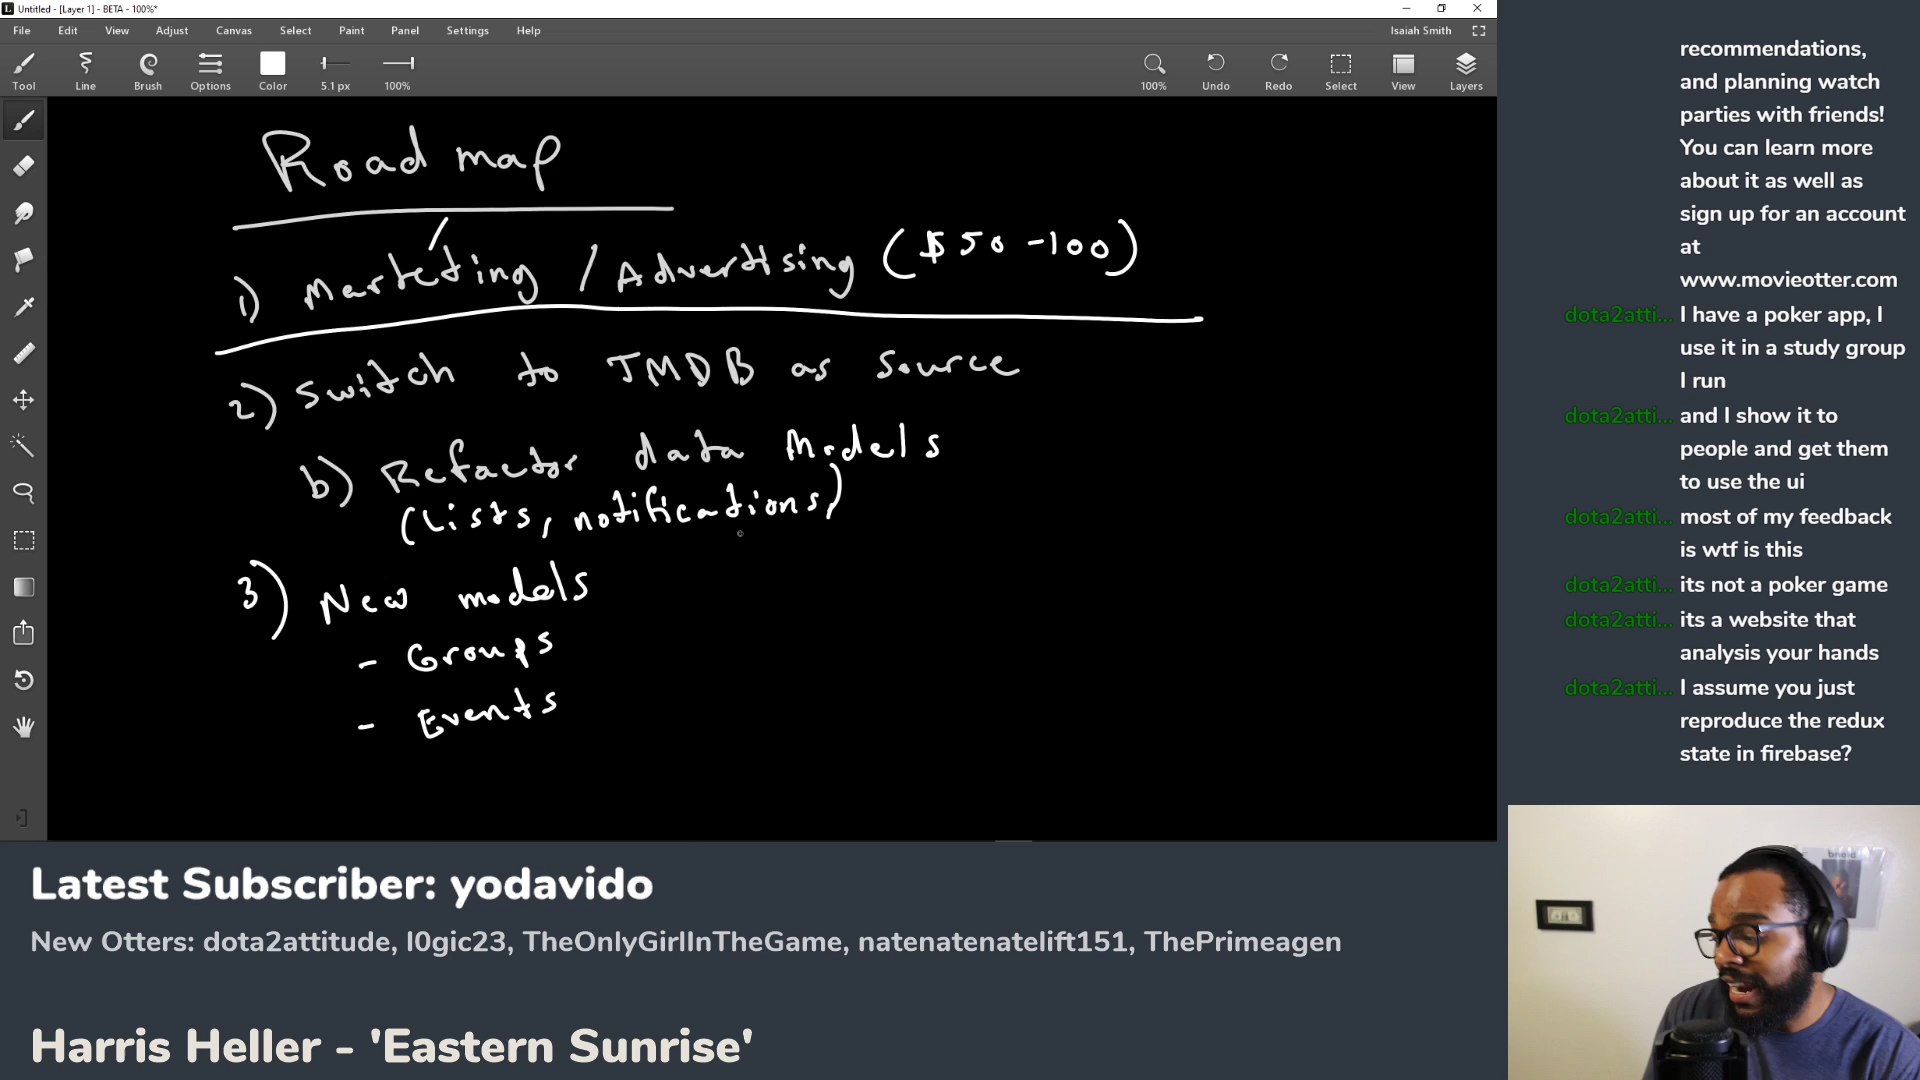 Untitled - [Layer 1] - BETA - 100%*
File Edit View Adjust Canvas Select Paint Panel Settings Help
Isaiah Smith
Tool Line Brush Options Color 5.1 px 100%
100% Undo Redo Select View Layers
Road map
1) Marketing / Advertising ($50-100)
2) Switch to TMDB as source
b) Refactor data Models
(Lists, notifications)
3) New models
- Groups
- Events
recommendations,
and planning watch
parties with friends!
You can learn more
about it as well as
sign up for an account
at
www.movieotter.com
dota2atti... I have a poker app, I
use it in a study group
I run
dota2atti... and I show it to
people and get them
to use the ui
dota2atti... most of my feedback
is wtf is this
dota2atti... its not a poker game
dota2atti... its a website that
analysis your hands
dota2atti... I assume you just
reproduce the redux
state in firebase?
Latest Subscriber: yodavido
New Otters: dota2attitude, l0gic23, TheOnlyGirlInTheGame, natenatenatelift151, ThePrimeagen
Harris Heller - 'Eastern Sunrise'